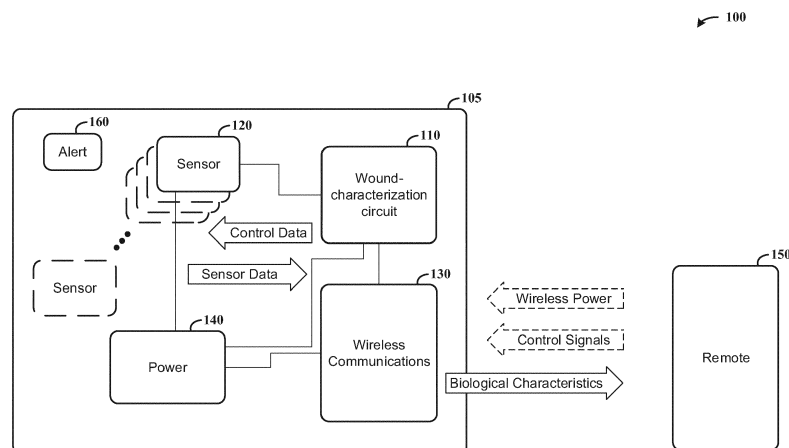 100
105
160
120
110
Alert
Sensor
Wound-
characterization
circuit
Control Data
Sensor Data
Sensor
130
150
Wireless Power
140
Control Signals
Power
Wireless
Communications
Remote
Biological Characteristics